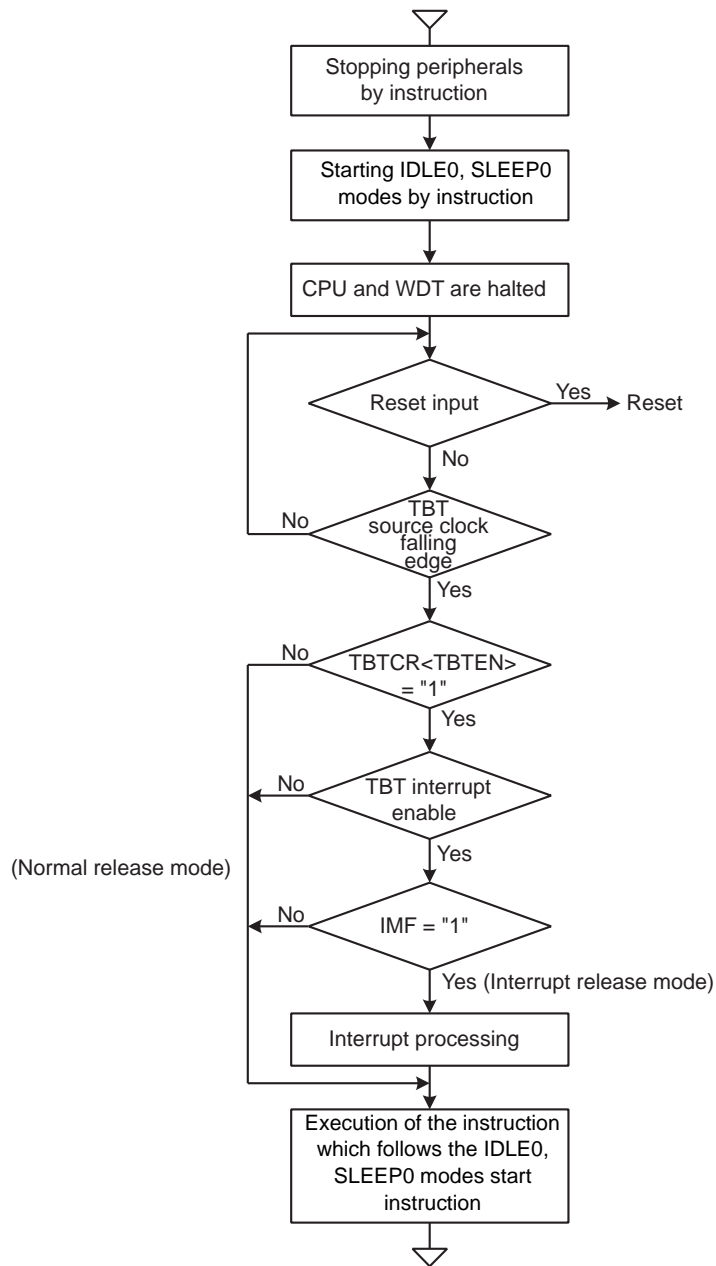 Stopping peripherals
by instruction
Starting IDLE0, SLEEP0
modes by instruction
CPU and WDT are halted
Reset input
Yes
Reset
No
TBT
source clock
falling
edge
No
Yes
TBTCR<TBTEN>
= "1"
No
Yes
TBT interrupt
enable
No
Yes
(Normal release mode)
IMF = "1"
No
Yes (Interrupt release mode)
Interrupt processing
Execution of the instruction
which follows the IDLE0,
SLEEP0 modes start
instruction